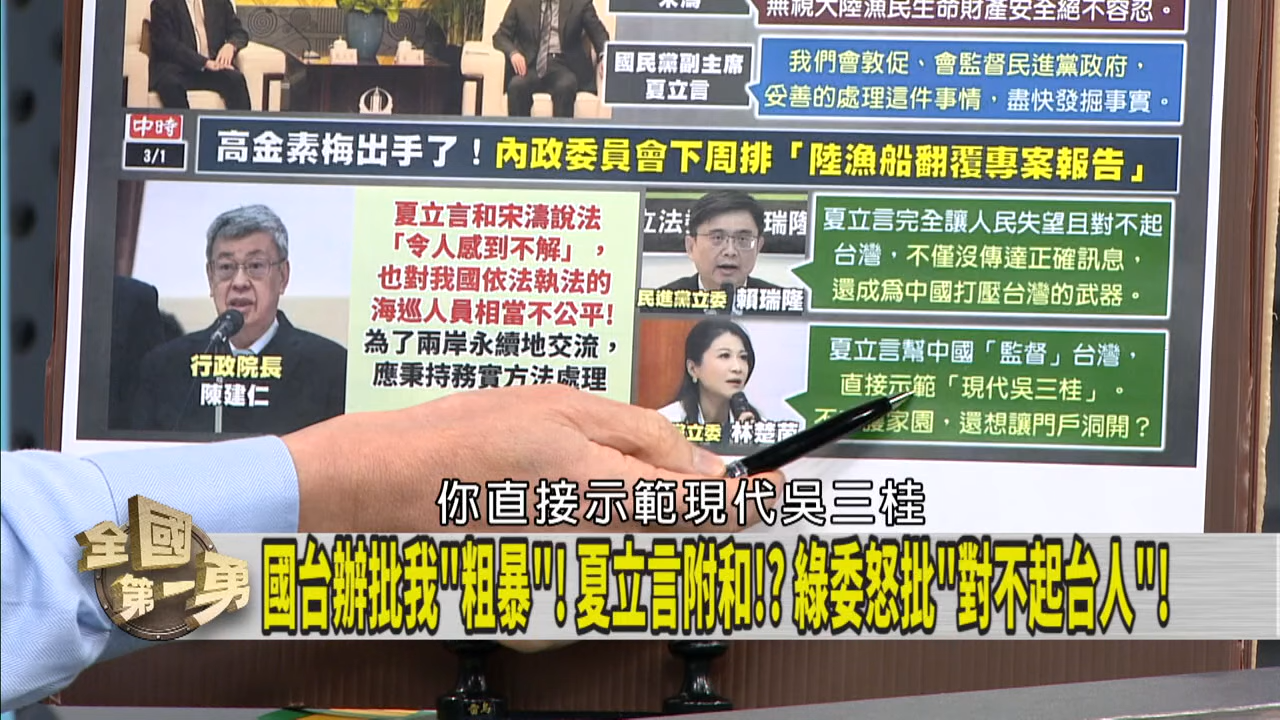 宋濤
無視大陸漁民生命財產安全絕不容忍。
國民黨副主席
夏立言
我們會敦促、會監督民進黨政府，
妥善的處理這件事情，盡快發掘事實。
中時
3/1
高金素梅出手了！內政委員會下周排「陸漁船翻覆專案報告」
行政院長
陳建仁
夏立言和宋濤說法
「令人感到不解」，
也對我國依法執法的
海巡人員相當不公平!
為了兩岸永續地交流，
應秉持務實方法處理
民進黨立委 賴瑞隆
夏立言完全讓人民失望且對不起
台灣，不僅沒傳達正確訊息，
還成為中國打壓台灣的武器。
立委 林楚茵
夏立言幫中國「監督」台灣，
直接示範「現代吳三桂」。
家園，還想讓門戶洞開？
你直接示範現代吳三桂
全國第一勇
國台辦批我"粗暴"! 夏立言附和!? 綠委怒批"對不起台人"!